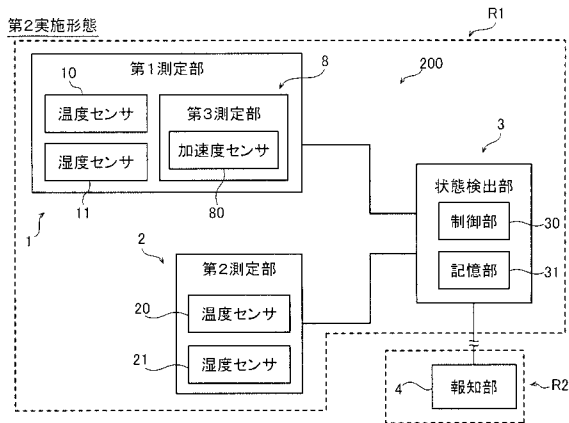 第2実施形態
R1
第1測定部
8
200
10
温度センサ
第3測定部
加速度センサ
湿度センサ
11
80
1
3
状態検出部
制御部
30
記憶部
31
2
第2測定部
20
温度センサ
21
湿度センサ
4
報知部
R2